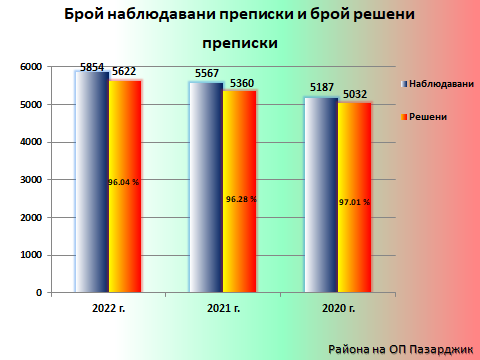 Брой наблюдавани преписки и брой решени
преписки
6000
5000
4000
3000
2000
1000
0
5854
5622
5567
5360
5187
5032
96.04 %
96.28 %
97.01 %
2022 г.
2021 г.
2020 г.
Наблюдавани
Решени
Района на ОП Пазарджик